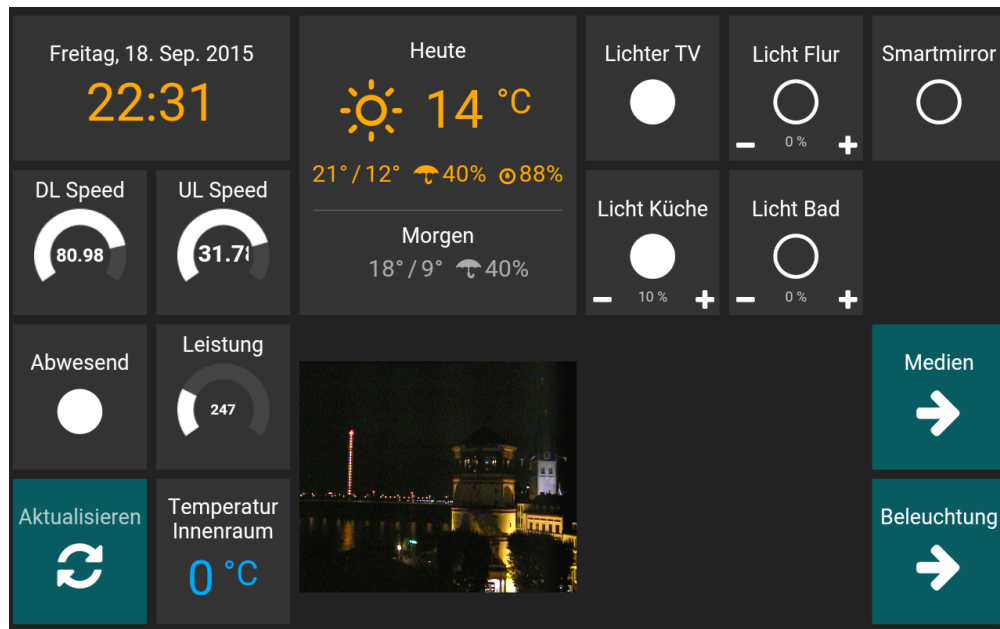 Freitag, 18. Sep. 2015
22:31
Heute
14 °C
21°/12° 40% 88%
Morgen
18°/9° 40%
Lichter TV
Licht Flur
0 %
Smartmirror
DL Speed
80.98
UL Speed
31.78
Licht Küche
10 %
Licht Bad
0 %
Abwesend
Leistung
247
Medien
Aktualisieren
Temperatur
Innenraum
0 °C
Beleuchtung